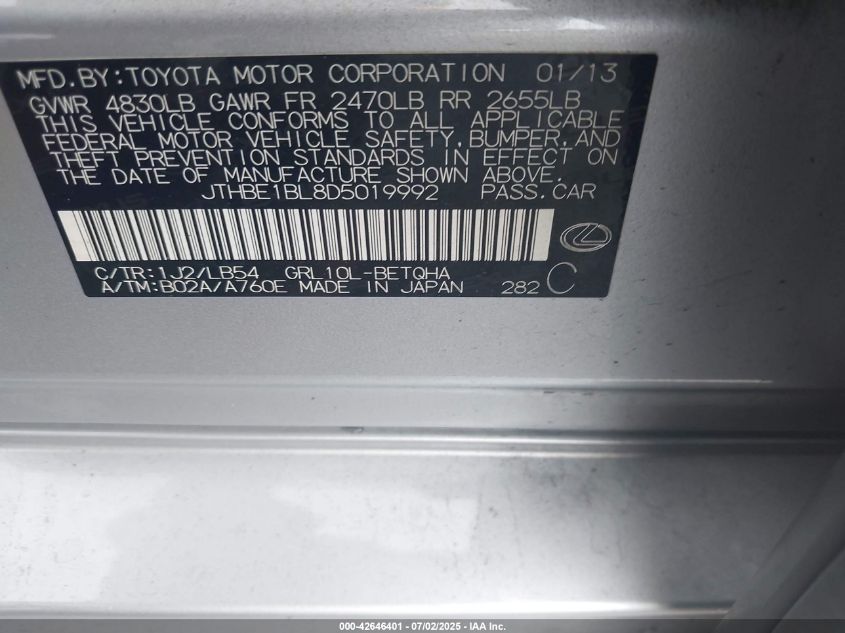 MFD.BY:TOYOTA MOTOR CORPORATION 01/13
GVWR 4830LB GAWR FR 2470LB RR 2655LB
THIS VEHICLE CONFORMS TO ALL APPLICABLE
FEDERAL MOTOR VEHICLE SAFETY,BUMPER,AND
THEFT PREVENTION STANDARDS IN EFFECT ON
THE DATE OF MANUFACTURE SHOWN ABOVE.
JTHBE1BL8D5019992 PASS.CAR
C/TR:1J2/LB54 GRL10L-BETQHA
A/TM:B02A/A760E MADE IN JAPAN 282 C
000-42646401 - 07/02/2025 - IAA Inc.